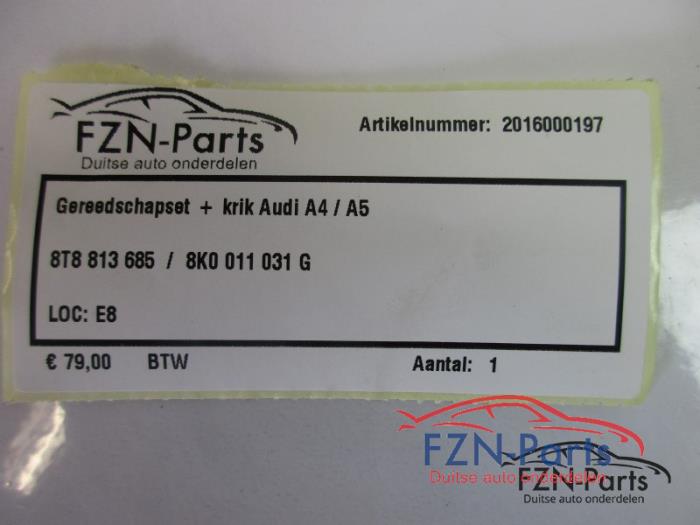 FZN-Parts
Duitse auto onderdelen
Artikelnummer: 2016000197
Gereedschapset + krik Audi A4 / A5
8T8 813 685 / 8K0 011 031 G
LOC: E8
€ 79,00 BTW Aantal: 1
FZN-Parts
Duitse auto onderdelen
FZN-Parts
Duitse auto onderdelen